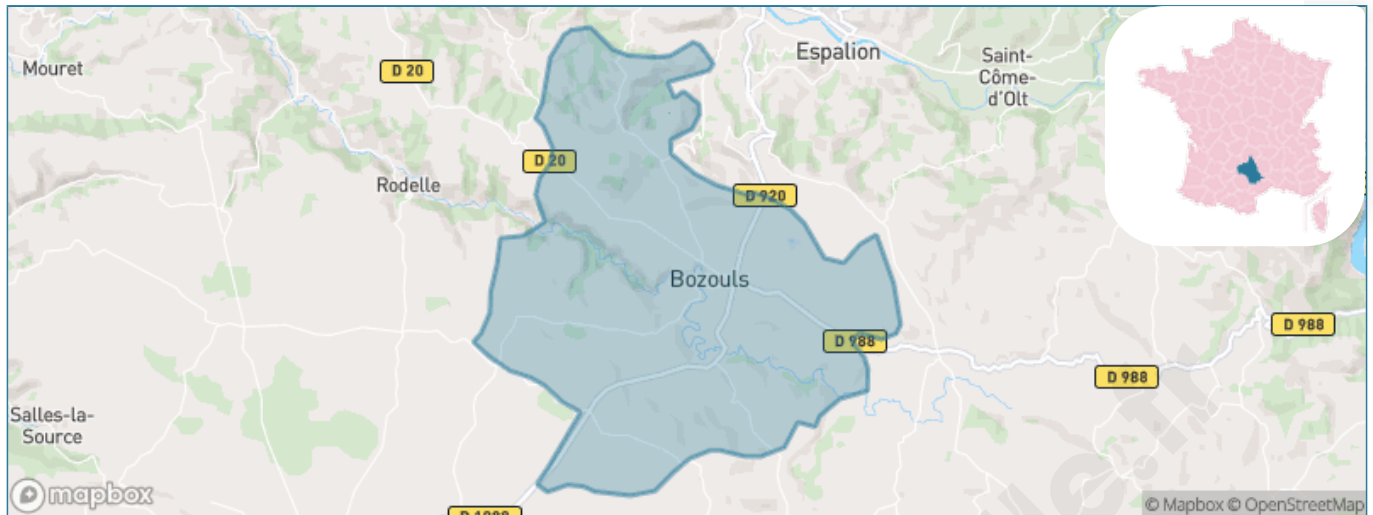 Mouret
D 20
Espalion
Saint-
Côme-
d'Olt
D 20
Rodelle
D 920
Bozouls
D 988
D 988
D 988
Salles-la-
Source
mapbox
© Mapbox © OpenStreetMap